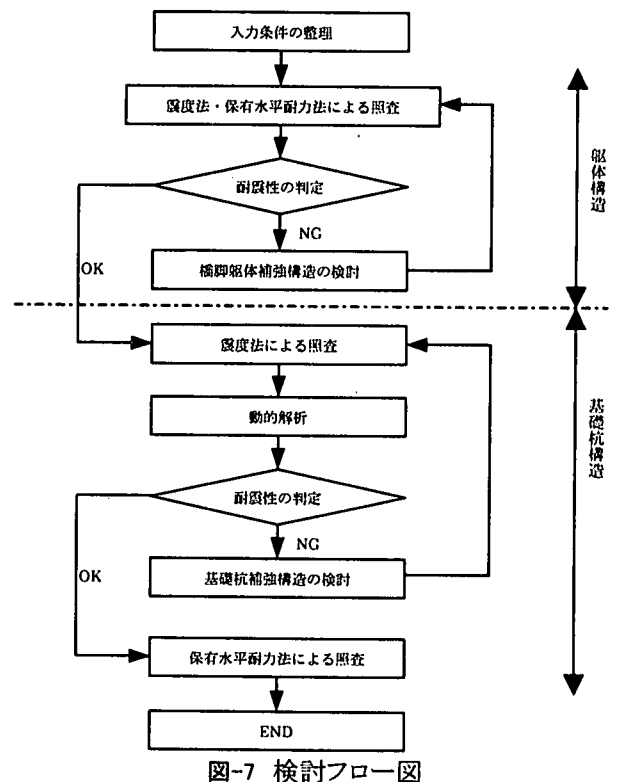 入力条件の整理
震度法・保有水平耐力法による照査
耐震性の判定
NG
OK
橋脚躯体補強構造の検討
躯体構造
震度法による照査
動的解析
耐震性の判定
NG
OK
基礎杭補強構造の検討
基礎杭構造
保有水平耐力法による照査
END
図-7 検討フロー図